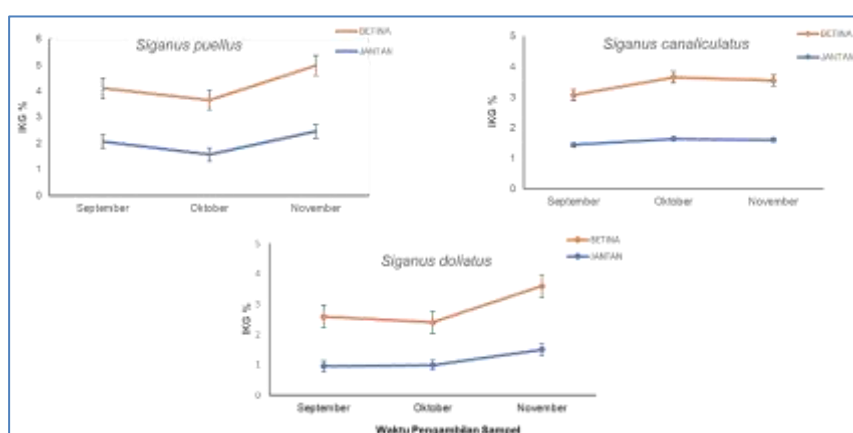 Siganus puellus
BETINA
JANTAN
IKG %
6
5
4
3
2
1
0
September Oktober November
Siganus canaliculatus
BETINA
JANTAN
IKG %
5
4
3
2
1
0
September Oktober November
Siganus doliatus
BETINA
JANTAN
IKG %
5
4
3
2
1
0
September Oktober November
Waktu Pengambilan Sampel